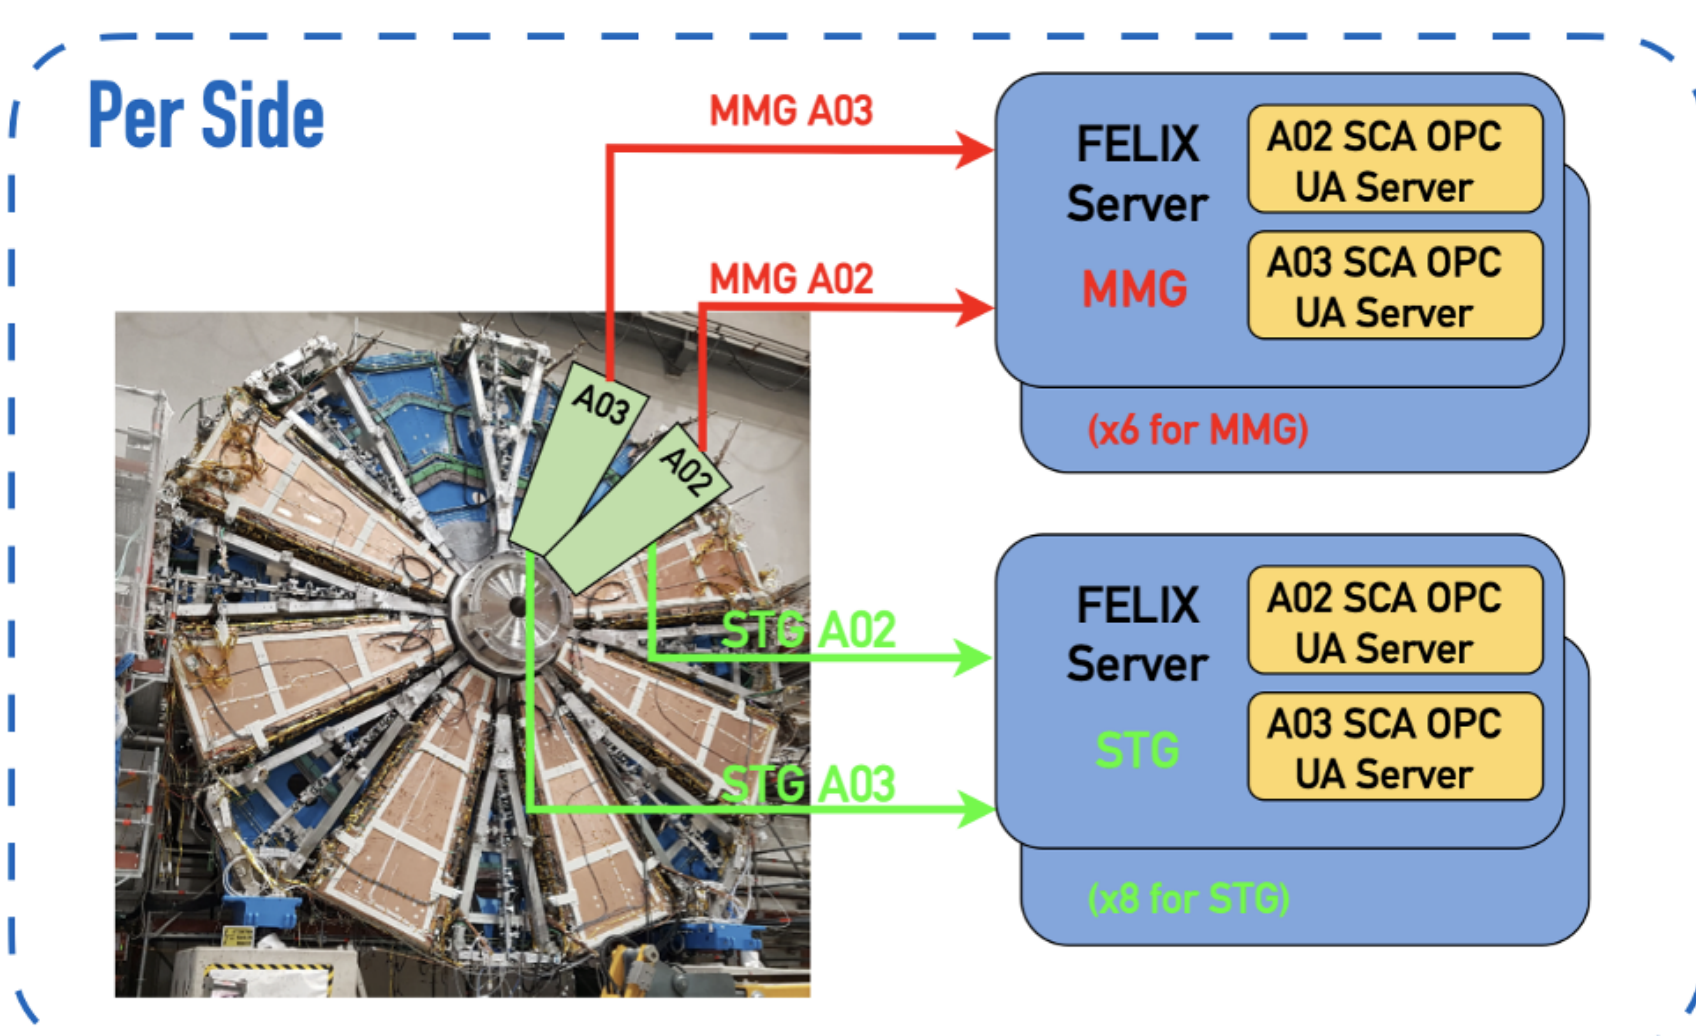 Per Side
MMG A03
MMG A02
A03
A02
STG A02
STG A03
FELIX
Server
MMG
A02 SCA OPC
UA Server
A03 SCA OPC
UA Server
(x6 for MMG)
FELIX
Server
STG
A02 SCA OPC
UA Server
A03 SCA OPC
UA Server
(x8 for STG)